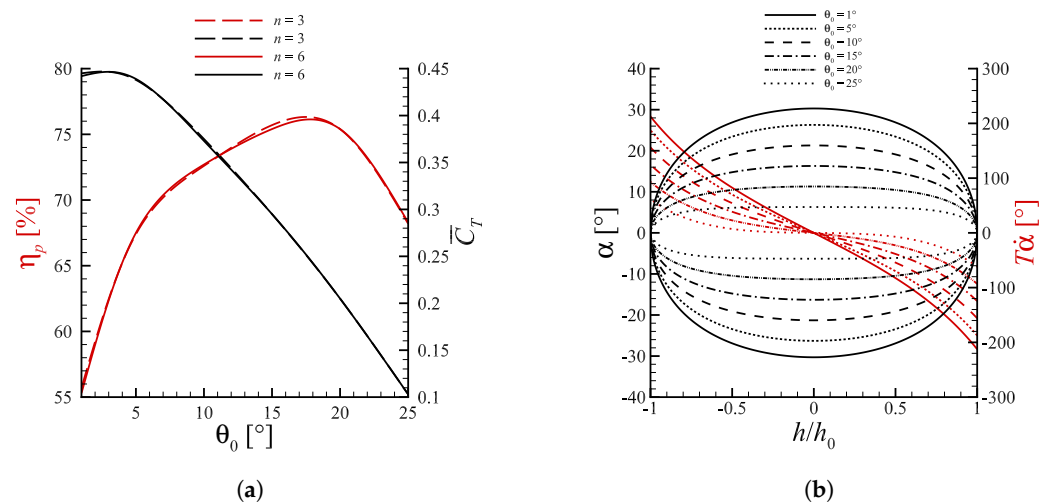 n = 3
n = 3
n = 6
n = 6
80
75
70
65
60
55
η_p [%]
0.45
0.4
0.35
0.3
0.25
0.2
0.15
0.1
C̅_T
5 10 15 20 25
θ_0 [°]
(a)
θ_0 = 1°
θ_0 = 5°
θ_0 = 10°
θ_0 = 15°
θ_0 = 20°
θ_0 = 25°
40
30
20
10
0
-10
-20
-30
-40
α [°]
300
200
100
0
-100
-200
-300
Tα̇ [°]
-1 -0.5 0 0.5 1
h/h_0
(b)